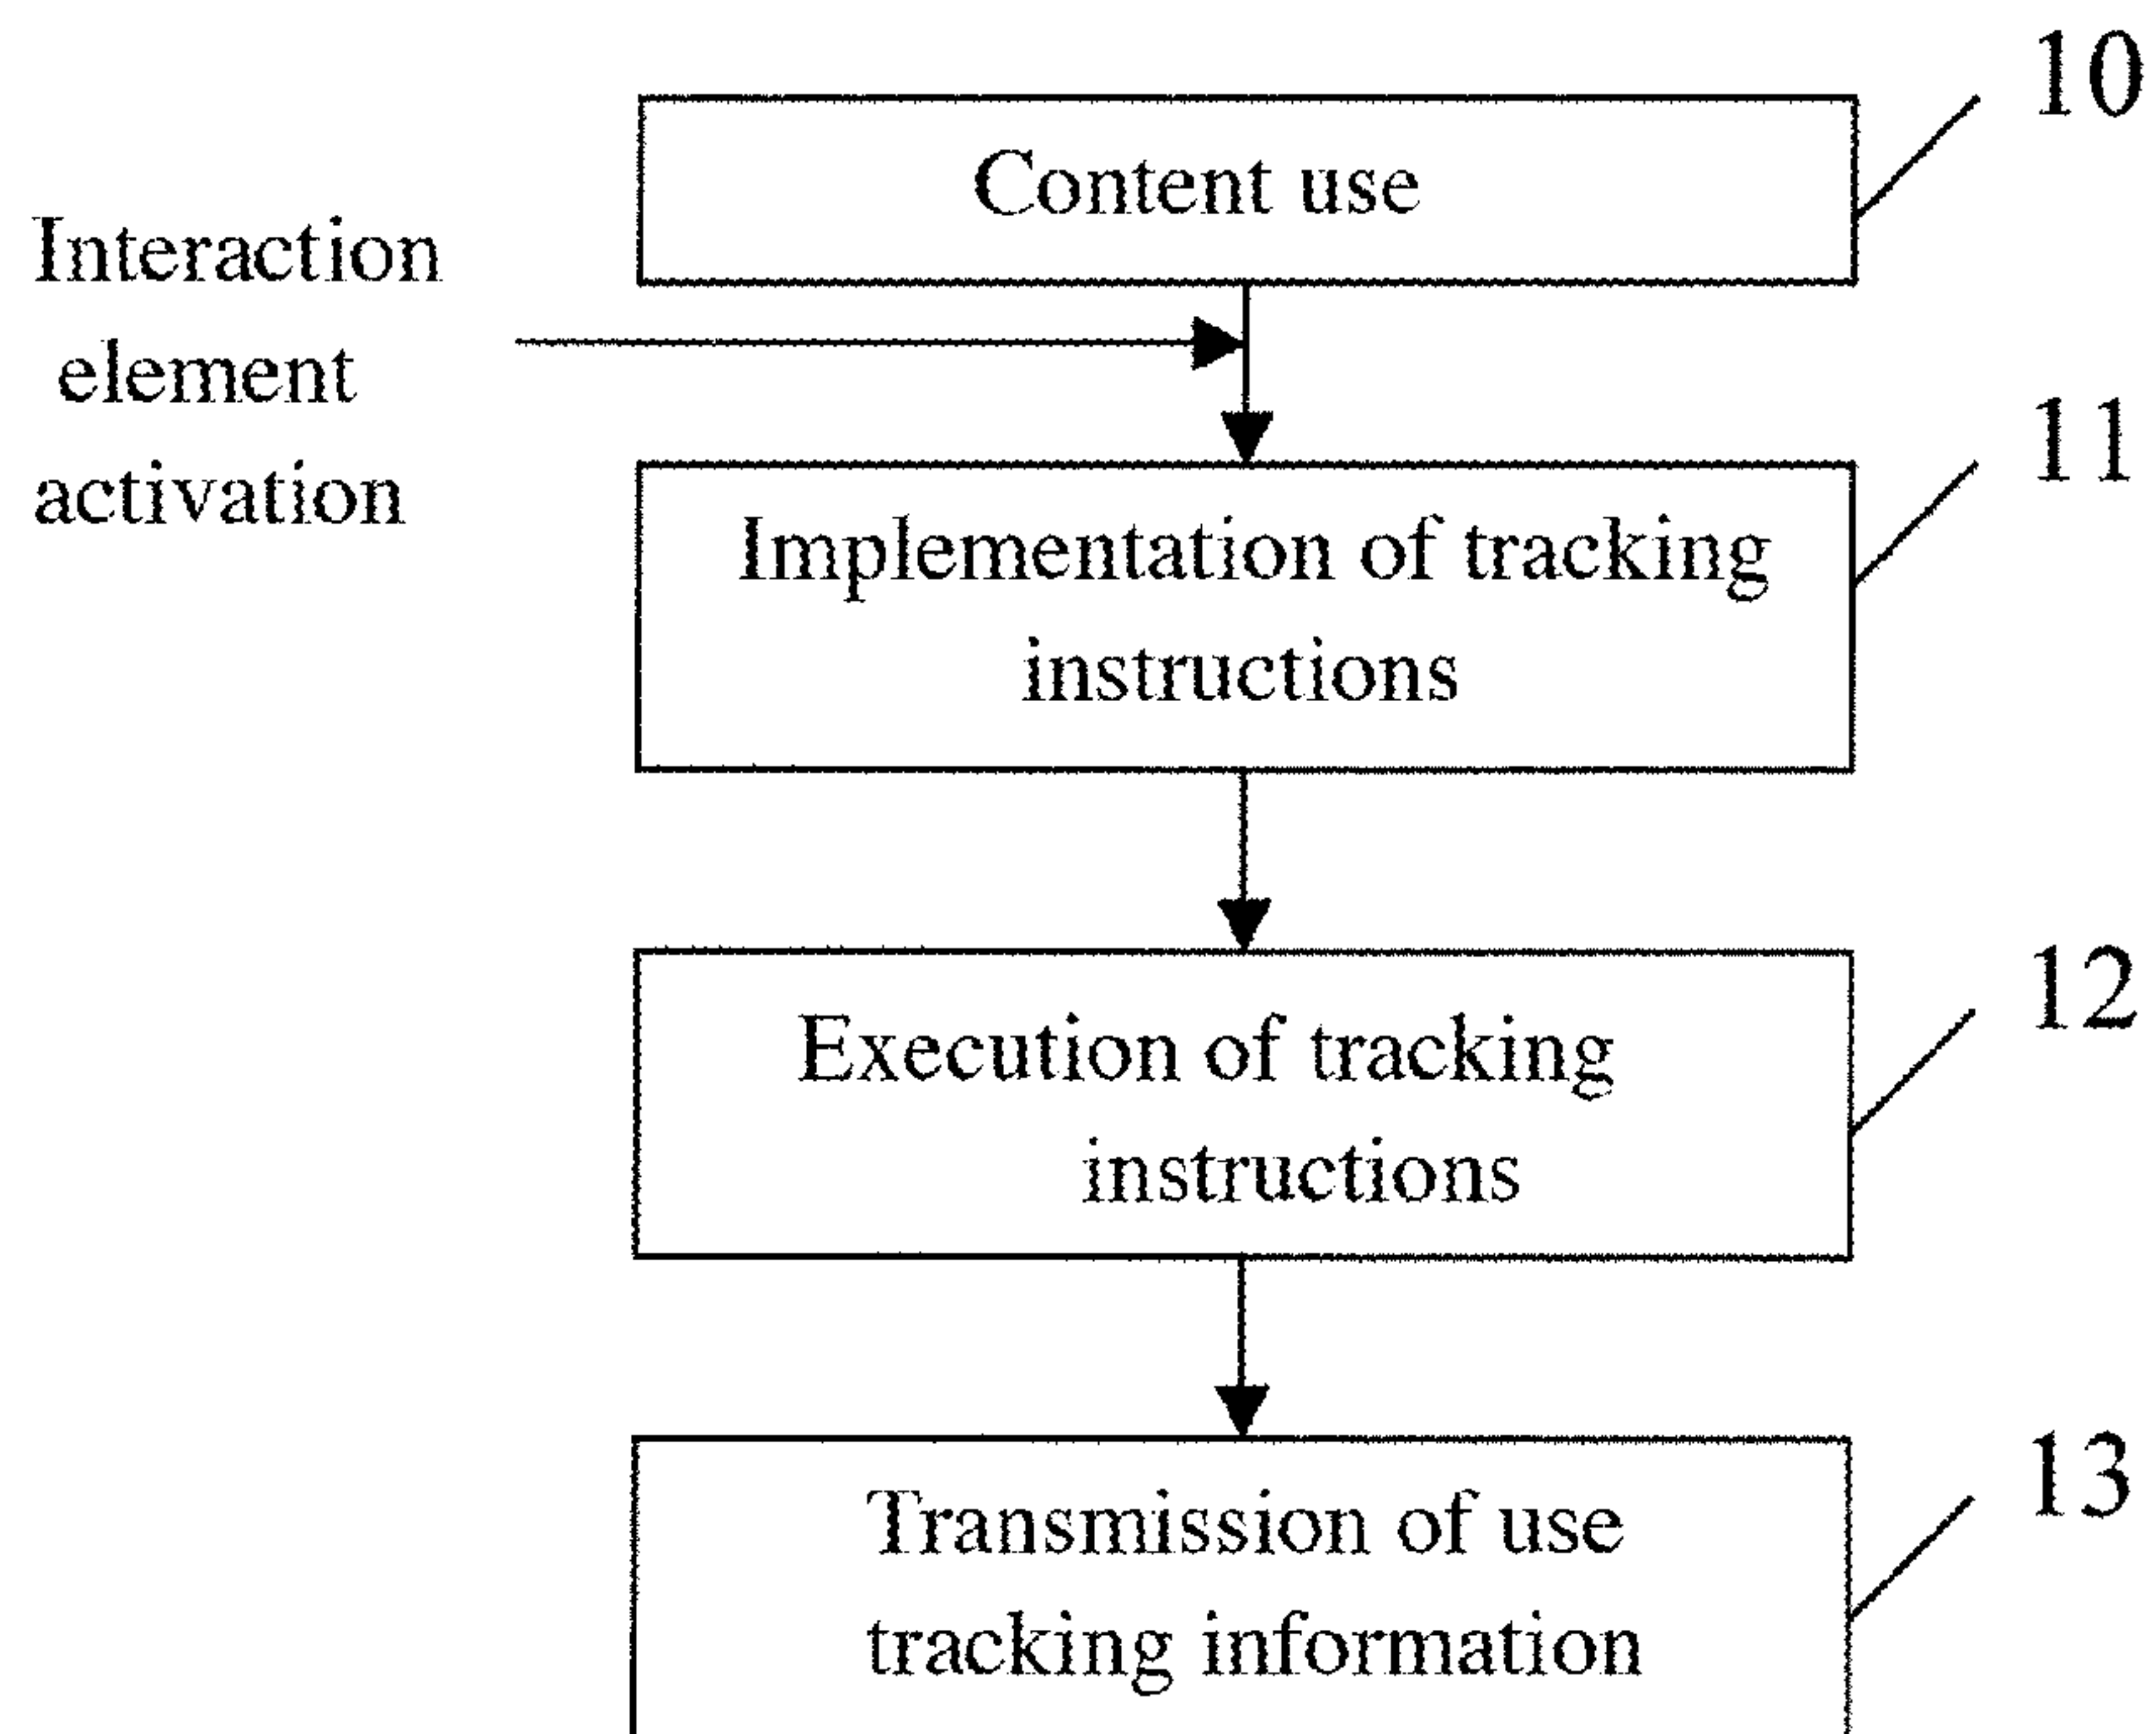 10
Content use
Interaction
element
activation
11
Implementation of tracking
instructions
12
Execution of tracking
instructions
13
Transmission of use
tracking information